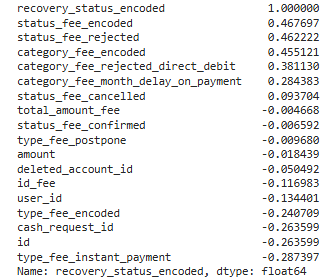 recovery_status_encoded 1.000000
status_fee_encoded 0.467697
status_fee_rejected 0.462222
category_fee_encoded 0.455121
category_fee_rejected_direct_debit 0.381130
category_fee_month_delay_on_payment 0.284383
status_fee_cancelled 0.093704
total_amount_fee -0.004668
status_fee_confirmed -0.006592
type_fee_postpone -0.009680
amount -0.018439
deleted_account_id -0.050492
id_fee -0.116983
user_id -0.134401
type_fee_encoded -0.240709
cash_request_id -0.263599
id -0.263599
type_fee_instant_payment -0.287397
Name: recovery_status_encoded, dtype: float64